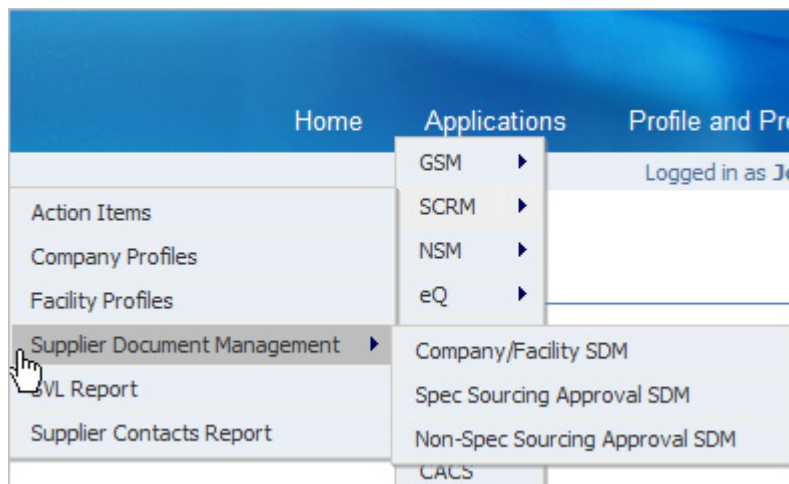 Home Applications Profile and Pr
GSM
Logged in as J
SCRM
NSM
eQ
Action Items
Company Profiles
Facility Profiles
Supplier Document Management
SVL Report
Supplier Contacts Report
Company/Facility SDM
Spec Sourcing Approval SDM
Non-Spec Sourcing Approval SDM
CACS